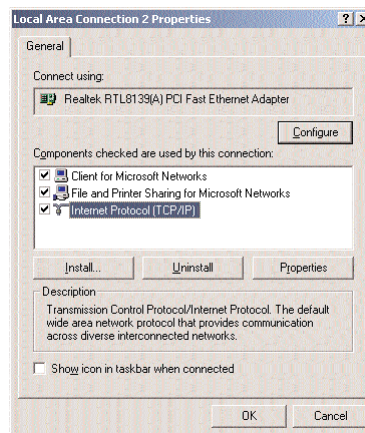 Local Area Connection 2 Properties
General
Connect using:
Realtek RTL8139(A) PCI Fast Ethernet Adapter
Configure
Components checked are used by this connection:
Client for Microsoft Networks
File and Printer Sharing for Microsoft Networks
Internet Protocol (TCP/IP)
Install...
Uninstall
Properties
Description
Transmission Control Protocol/Internet Protocol. The default
wide area network protocol that provides communication
across diverse interconnected networks.
Show icon in taskbar when connected
OK
Cancel